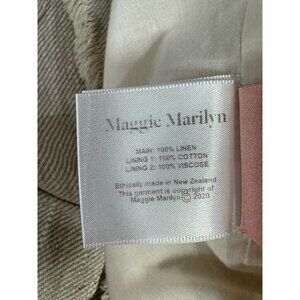 Maggie Marilyn
MAIN: 100% LINEN
LINING 1: 100% COTTON
LINING 2: 100% VISCOSE
Ethically made in New Zealand
This garment is copyright of
Maggie Marilyn© 2020